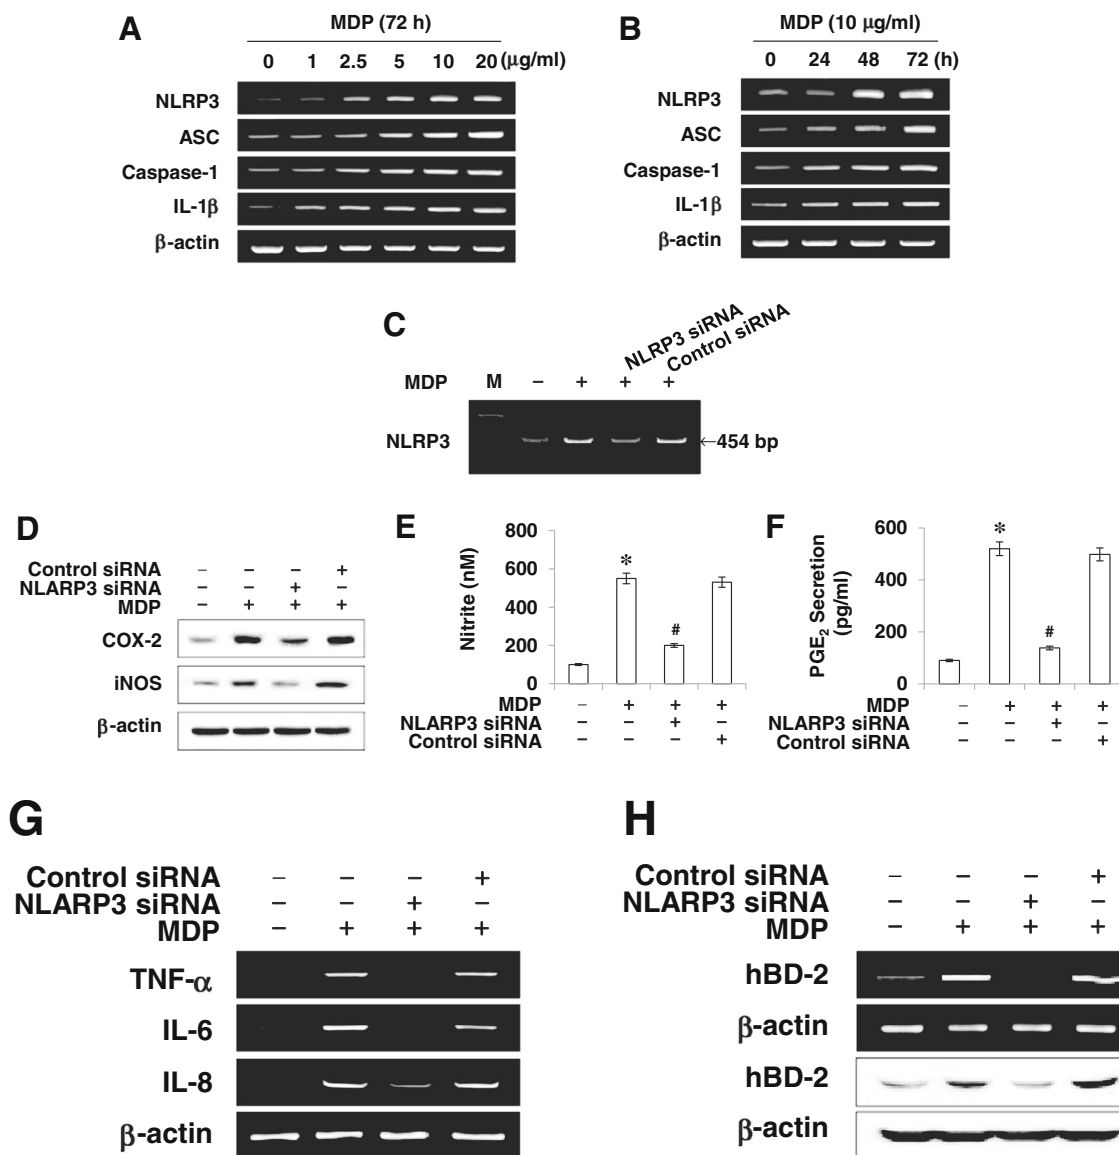 A
MDP (72 h)
0 1 2.5 5 10 20 (μg/ml)
NLRP3
ASC
Caspase-1
IL-1β
β-actin
B
MDP (10 μg/ml)
0 24 48 72 (h)
NLRP3
ASC
Caspase-1
IL-1β
β-actin
C
NLRP3 siRNA
Control siRNA
MDP M − + + +
NLRP3 ←454 bp
D
Control siRNA − − − +
NLARP3 siRNA − − + −
MDP − + + +
COX-2
iNOS
β-actin
E
Nitrite (nM)
800
600
400
200
0
*
#
MDP − + + +
NLARP3 siRNA − − + −
Control siRNA − − − +
F
PGE₂ Secretion
(pg/ml)
600
400
200
0
*
#
MDP − + + +
NLARP3 siRNA − − + −
Control siRNA − − − +
G
Control siRNA − − − +
NLARP3 siRNA − − + −
MDP − + + +
TNF-α
IL-6
IL-8
β-actin
H
Control siRNA − − − +
NLARP3 siRNA − − + −
MDP − + + +
hBD-2
β-actin
hBD-2
β-actin